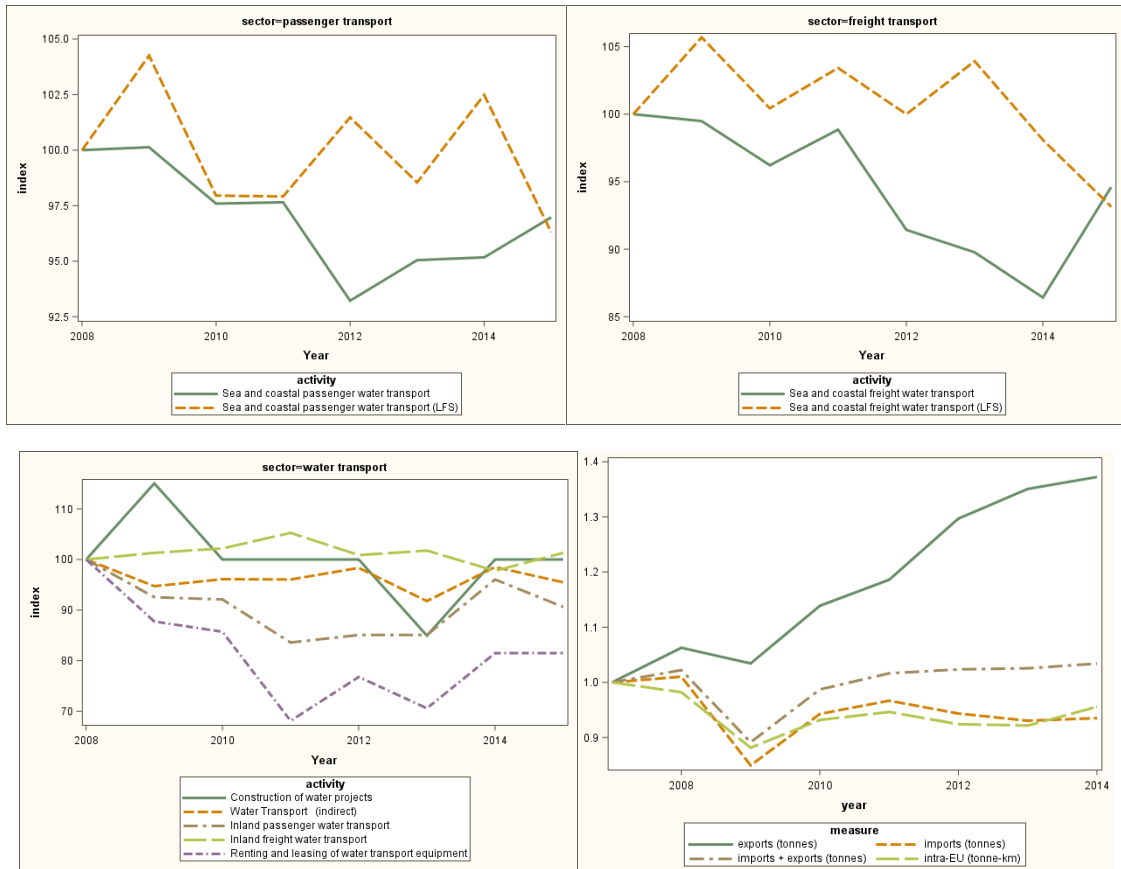 sector=passenger transport
105.0
102.5
100.0
97.5
95.0
92.5
index
2008 2010 2012 2014
Year
activity
Sea and coastal passenger water transport
Sea and coastal passenger water transport (LFS)
sector=freight transport
105
100
95
90
85
index
2008 2010 2012 2014
Year
activity
Sea and coastal freight water transport
Sea and coastal freight water transport (LFS)
sector=water transport
110
100
90
80
70
index
2008 2010 2012 2014
Year
activity
Construction of water projects
Water Transport (indirect)
Inland passenger water transport
Inland freight water transport
Renting and leasing of water transport equipment
1.4
1.3
1.2
1.1
1.0
0.9
2008 2010 2012 2014
year
measure
exports (tonnes) imports (tonnes)
imports + exports (tonnes) intra-EU (tonne-km)